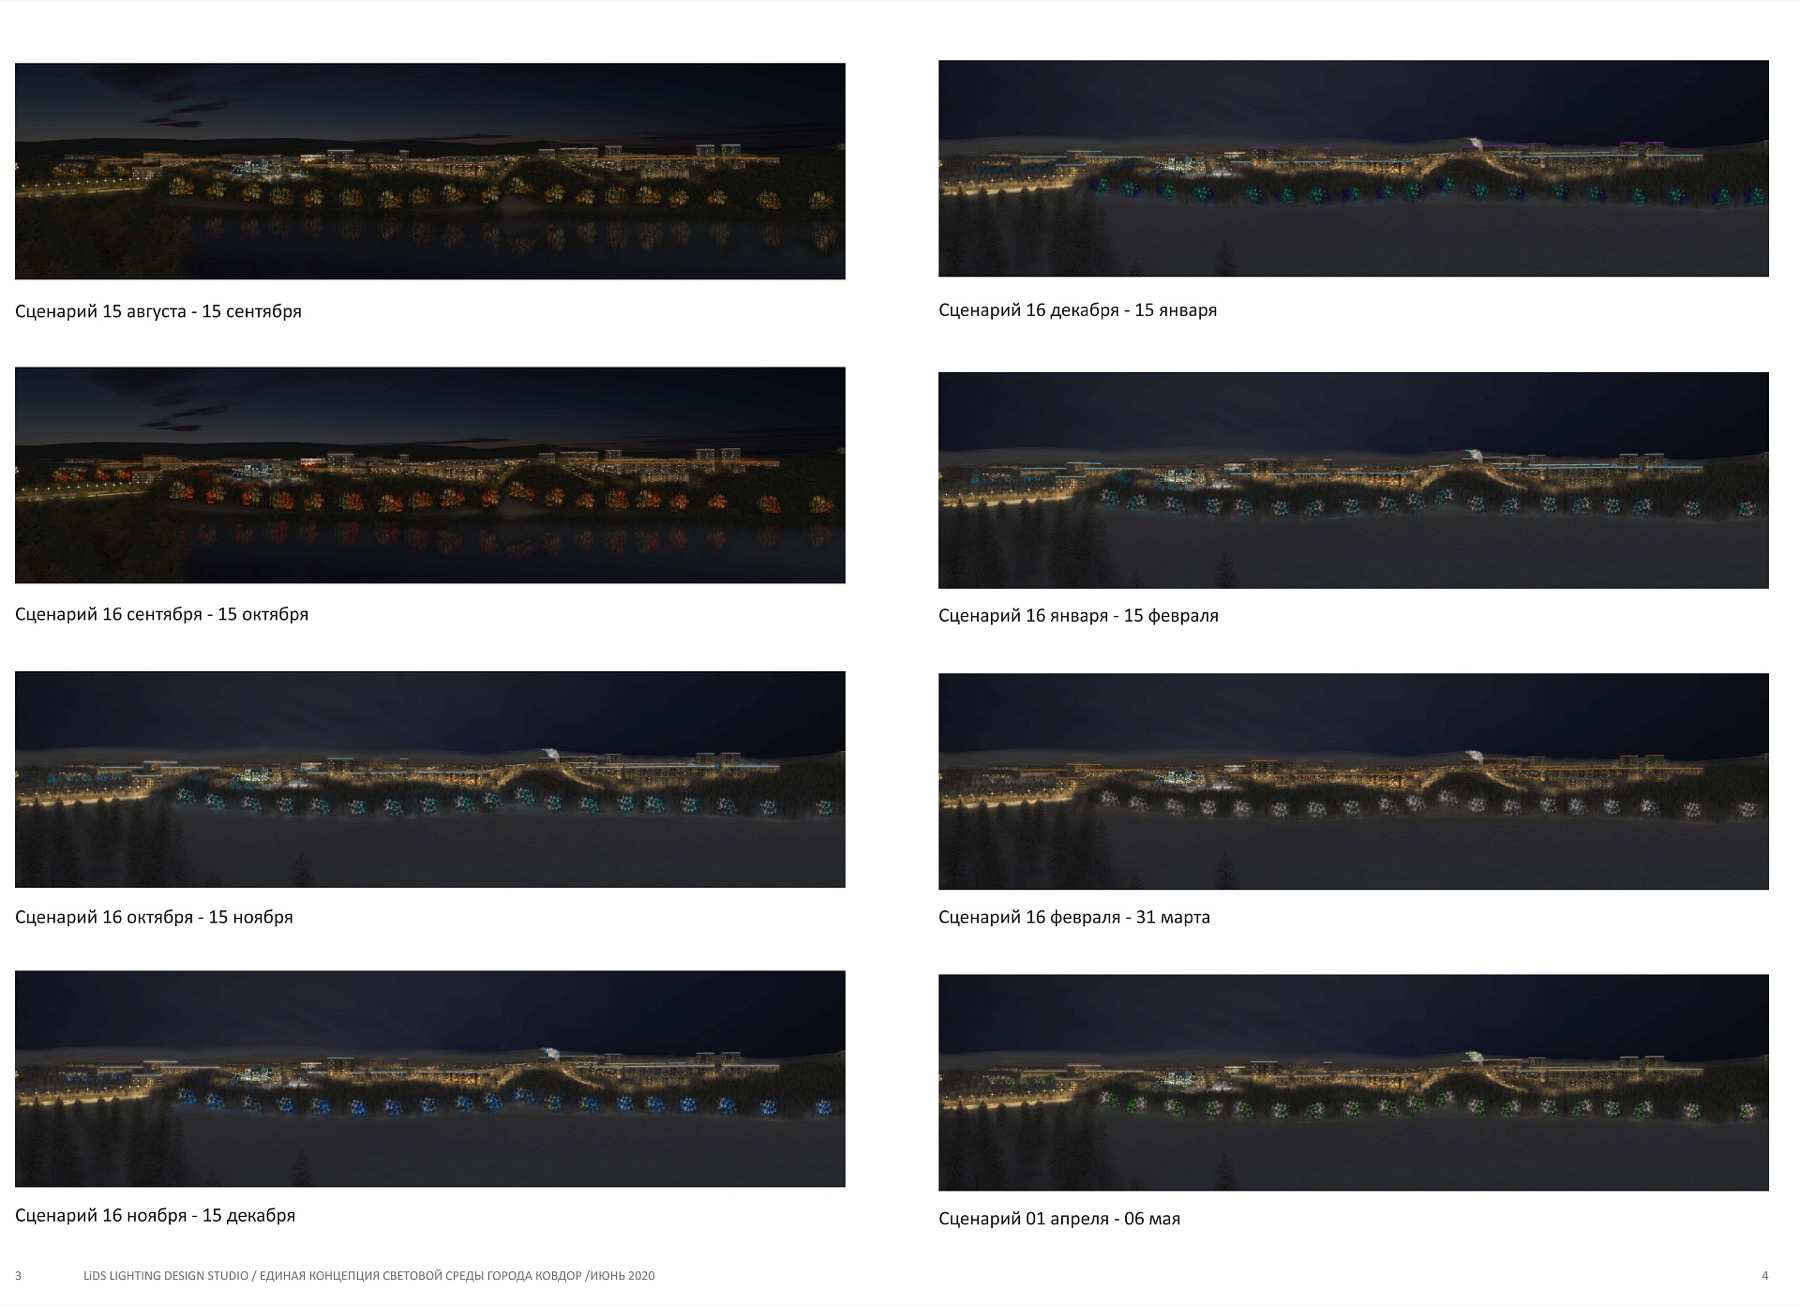 Сценарий 15 августа - 15 сентября
Сценарий 16 сентября - 15 октября
Сценарий 16 октября - 15 ноября
Сценарий 16 ноября - 15 декабря
Сценарий 16 декабря - 15 января
Сценарий 16 января - 15 февраля
Сценарий 16 февраля - 31 марта
Сценарий 01 апреля - 06 мая
3 LiDS LIGHTING DESIGN STUDIO / ЕДИНАЯ КОНЦЕПЦИЯ СВЕТОВОЙ СРЕДЫ ГОРОДА КОВДОР /ИЮНЬ 2020
4